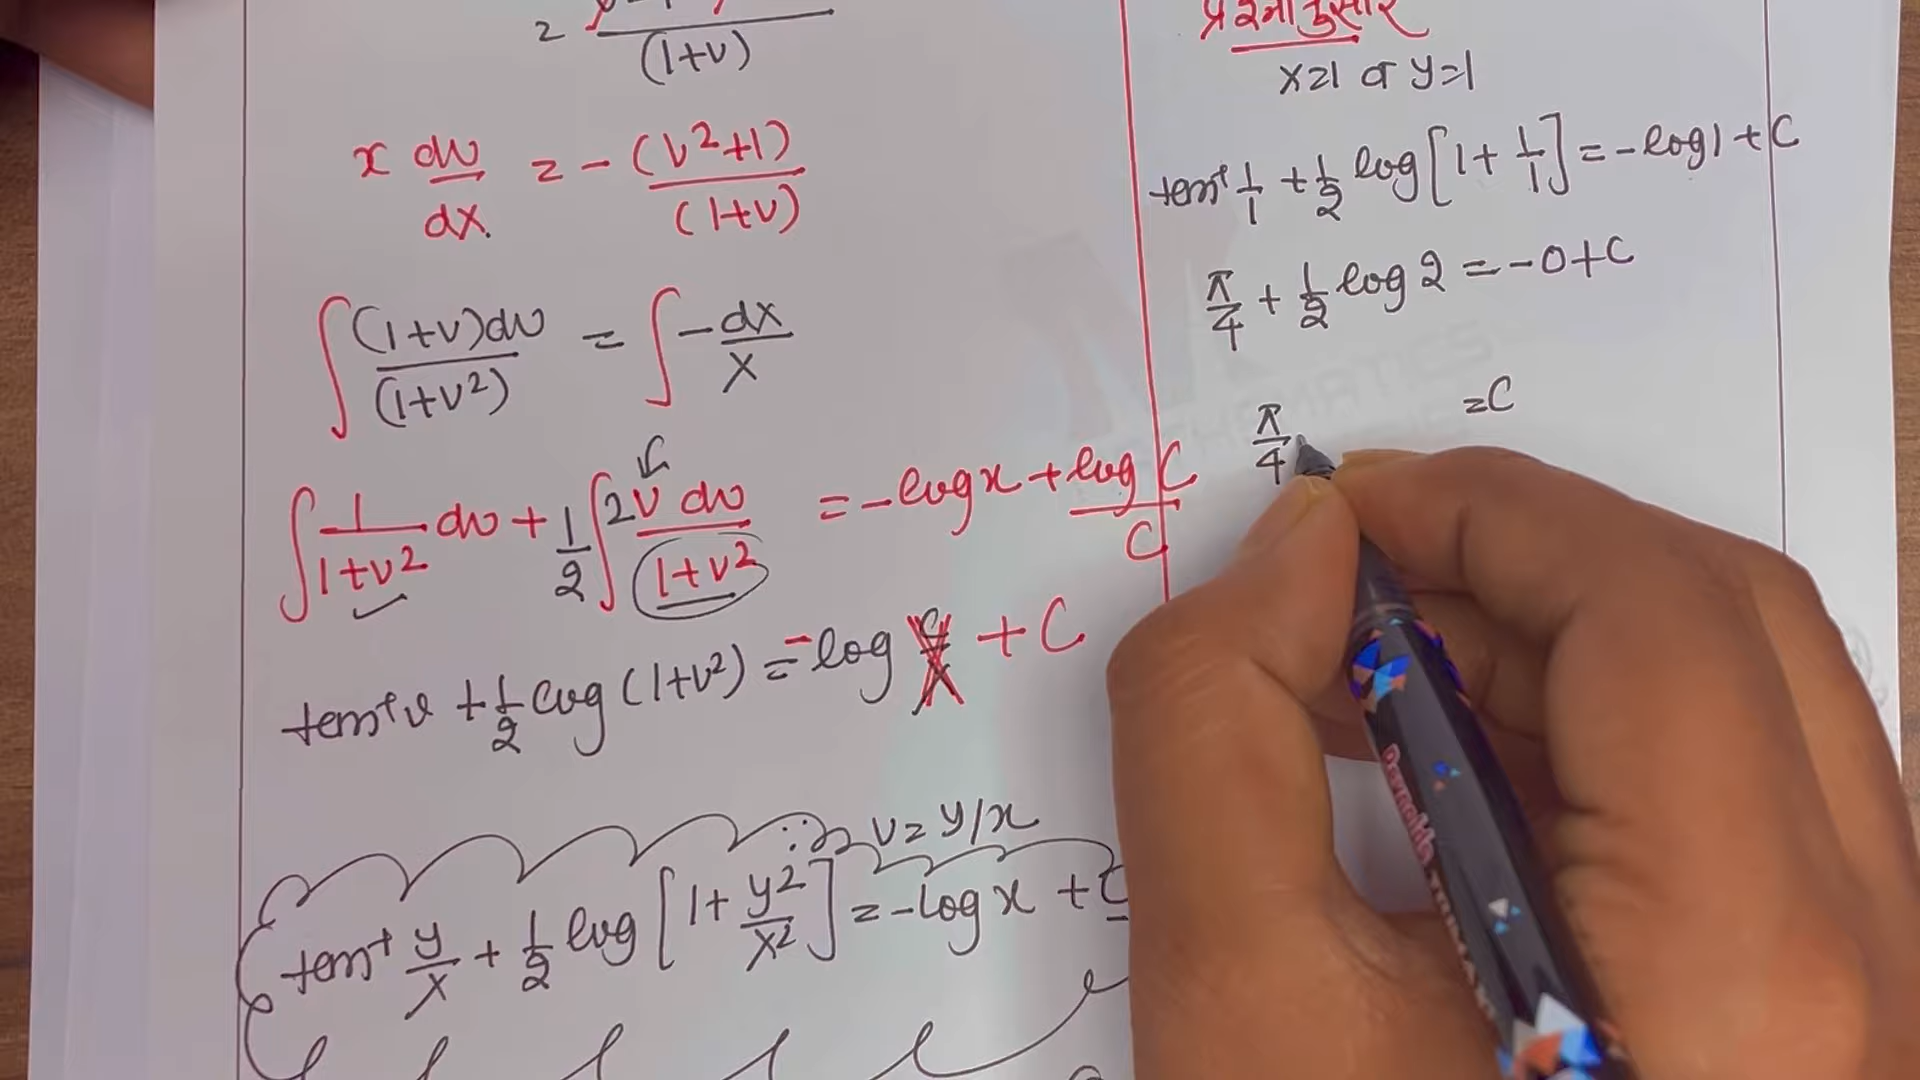 = (1+v)
x dv/dx = -(v²+1)/(1+v)
∫ (1+v)dv/(1+v²) = ∫ -dx/x
∫ 1/(1+v²) dv + 1/2 ∫ 2v dv/(1+v²) = -log x + log C
C
tan⁻¹v + 1/2 log (1+v²) = -log + C
∵ v = y/x
tan⁻¹ y/x + 1/2 log [1 + y²/x²] = -log x + C
प्रश्नानुसार
x=1 or y=1
tan⁻¹ 1/1 + 1/2 log [1 + 1/1] = -log1 + C
π/4 + 1/2 log 2 = -0+C
π/4 =C